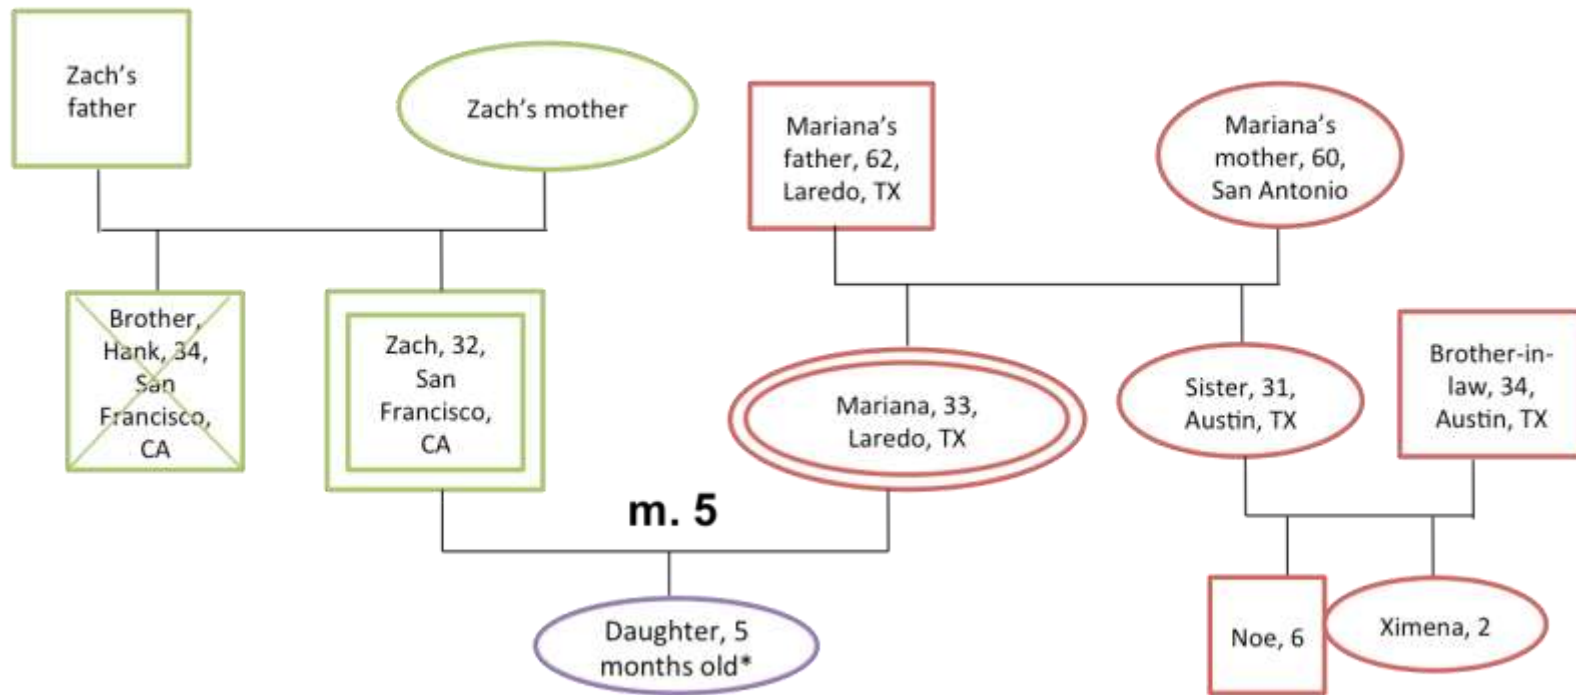 Zach's
father
Zach's mother
Mariana's
father, 62,
Laredo, TX
Mariana's
mother, 60,
San Antonio
Brother,
Hank, 34,
San
Francisco,
CA
Zach, 32,
San
Francisco,
CA
Mariana, 33,
Laredo, TX
Sister, 31,
Austin, TX
Brother-in-
law, 34,
Austin, TX
m. 5
Daughter, 5
months old*
Noe, 6
Ximena, 2